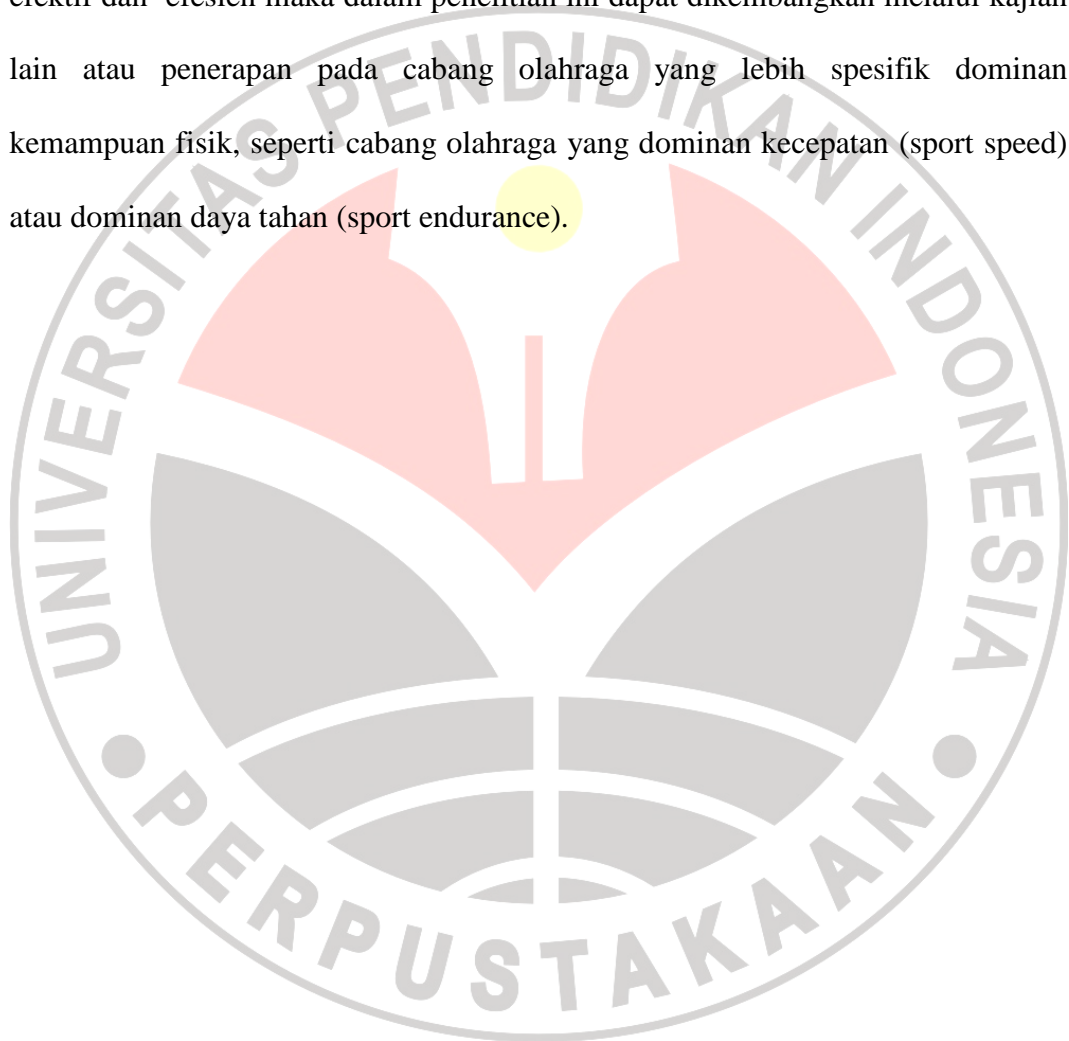 efektif dan efesien maka dalam penelitian ini dapat dikembangkan melalui kajian
lain atau penerapan pada cabang olahraga yang lebih spesifik dominan
kemampuan fisik, seperti cabang olahraga yang dominan kecepatan (sport speed)
atau dominan daya tahan (sport endurance).
UNIVERSITAS PENDIDIKAN INDONESIA
PERPUSTAKAAN